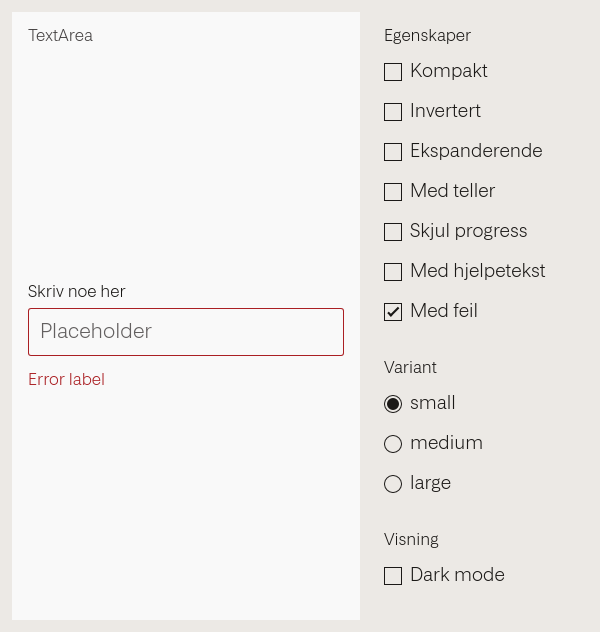 TextArea
Skriv noe her
Placeholder
Error label
Egenskaper
Kompakt
Invertert
Ekspanderende
Med teller
Skjul progress
Med hjelpetekst
Med feil
Variant
small
medium
large
Visning
Dark mode